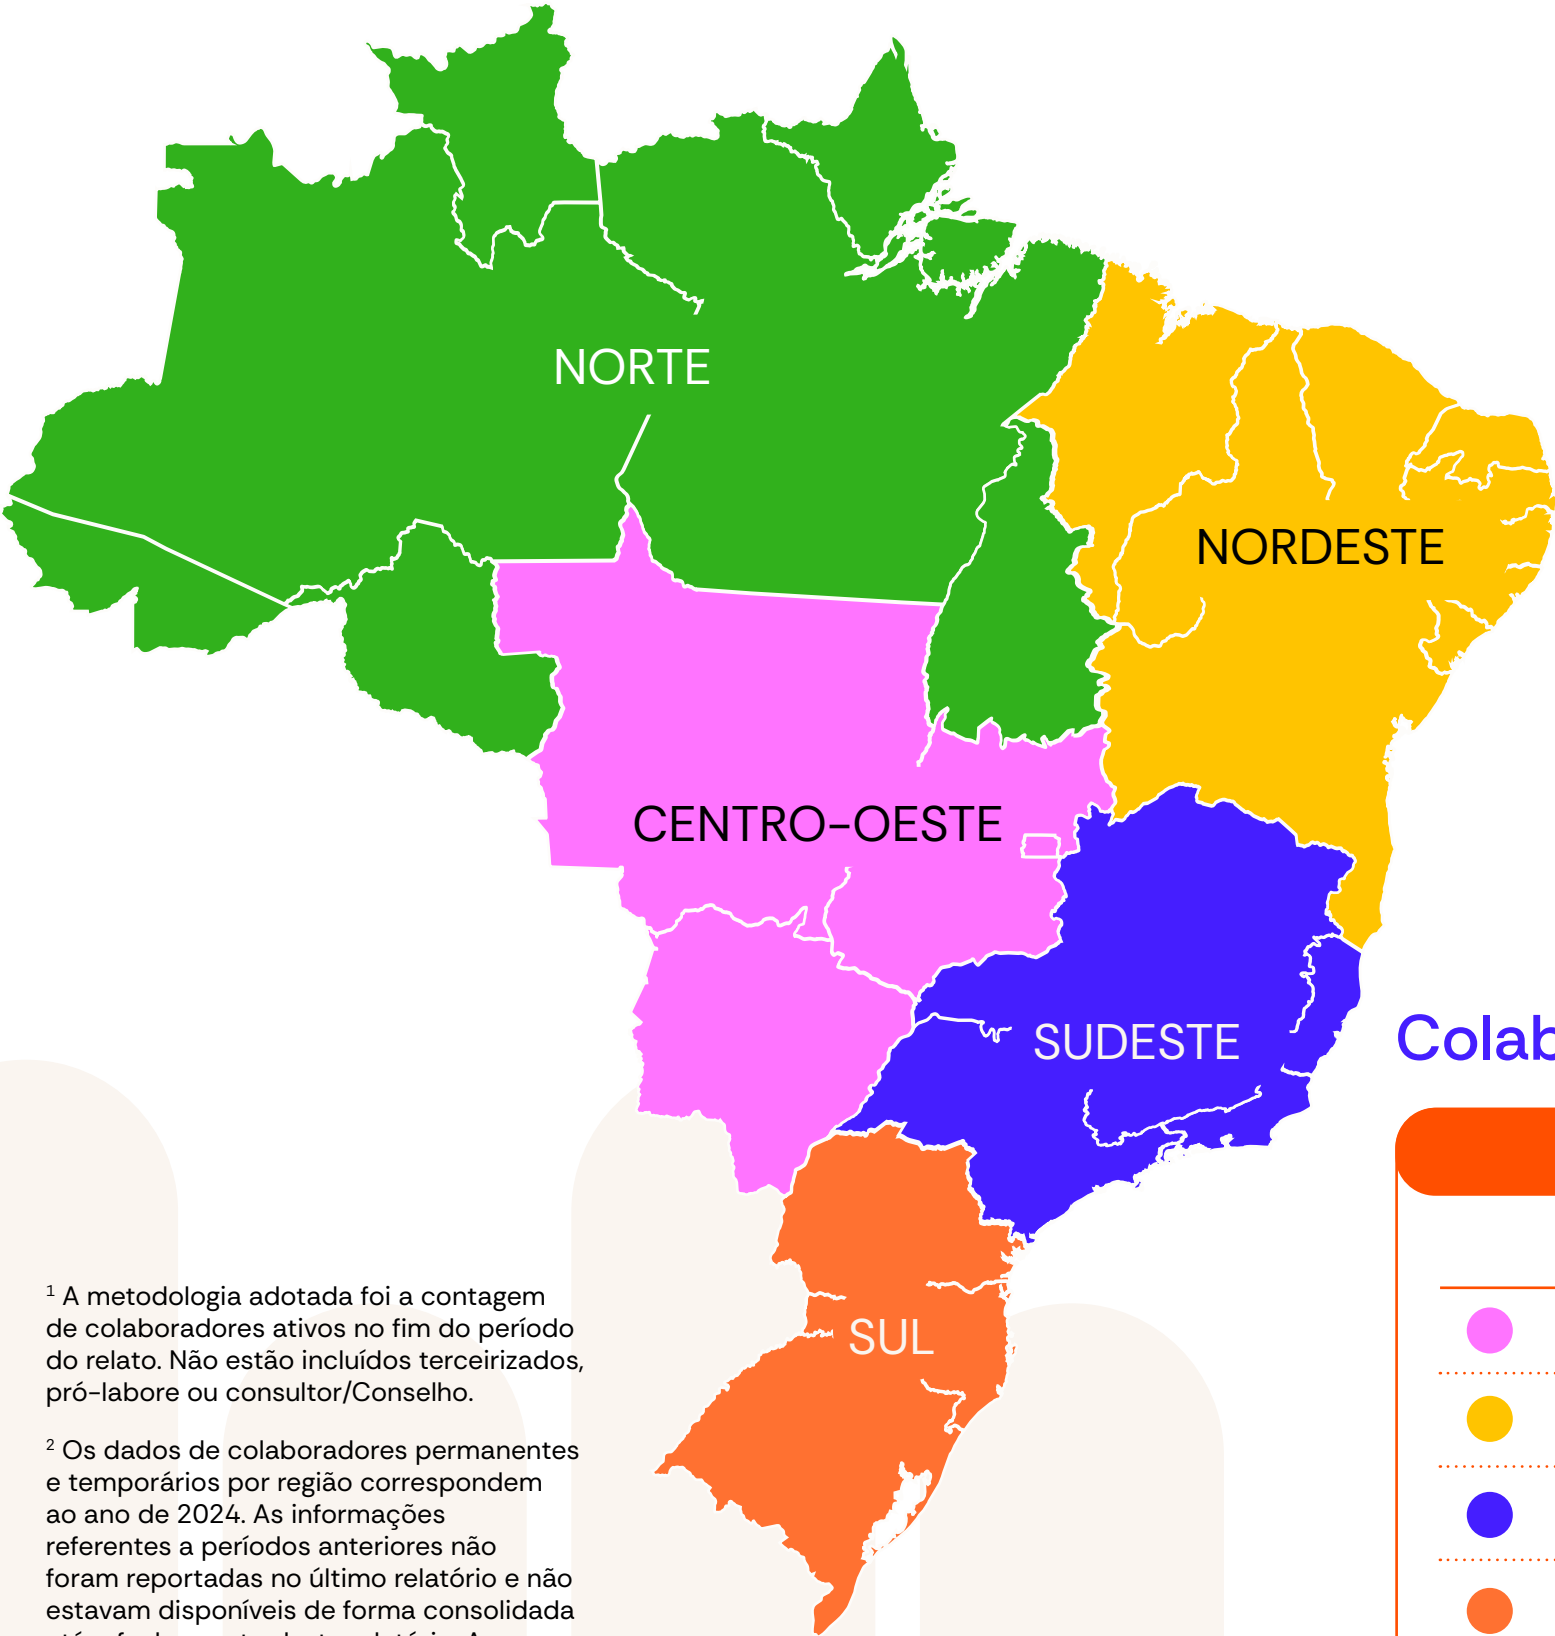 NORTE
NORDESTE
CENTRO-OESTE
SUDESTE
SUL
¹ A metodologia adotada foi a contagem
de colaboradores ativos no fim do período
do relato. Não estão incluídos terceirizados,
pró-labore ou consultor/Conselho.
² Os dados de colaboradores permanentes
e temporários por região correspondem
ao ano de 2024. As informações
referentes a períodos anteriores não
foram reportadas no último relatório e não
estavam disponíveis de forma consolidada
Colab